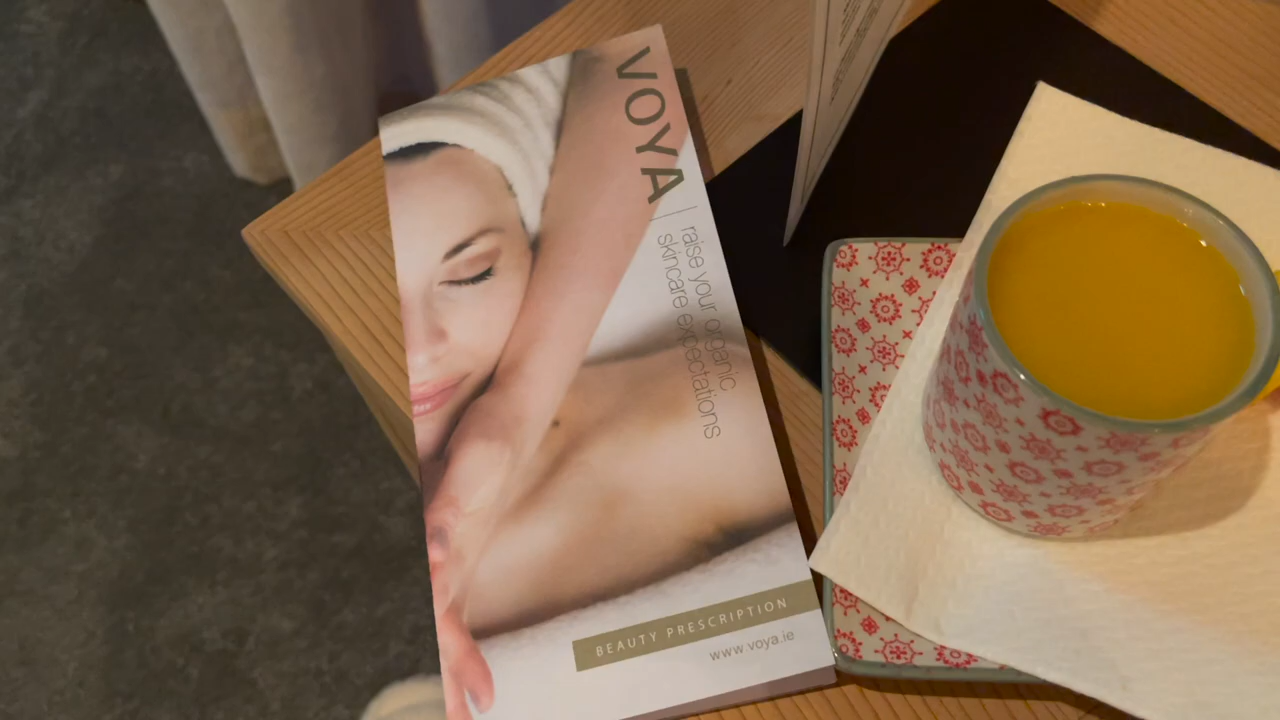 VOYA
raise your organic
skincare expectations
BEAUTY PRESCRIPTION
www.voya.ie